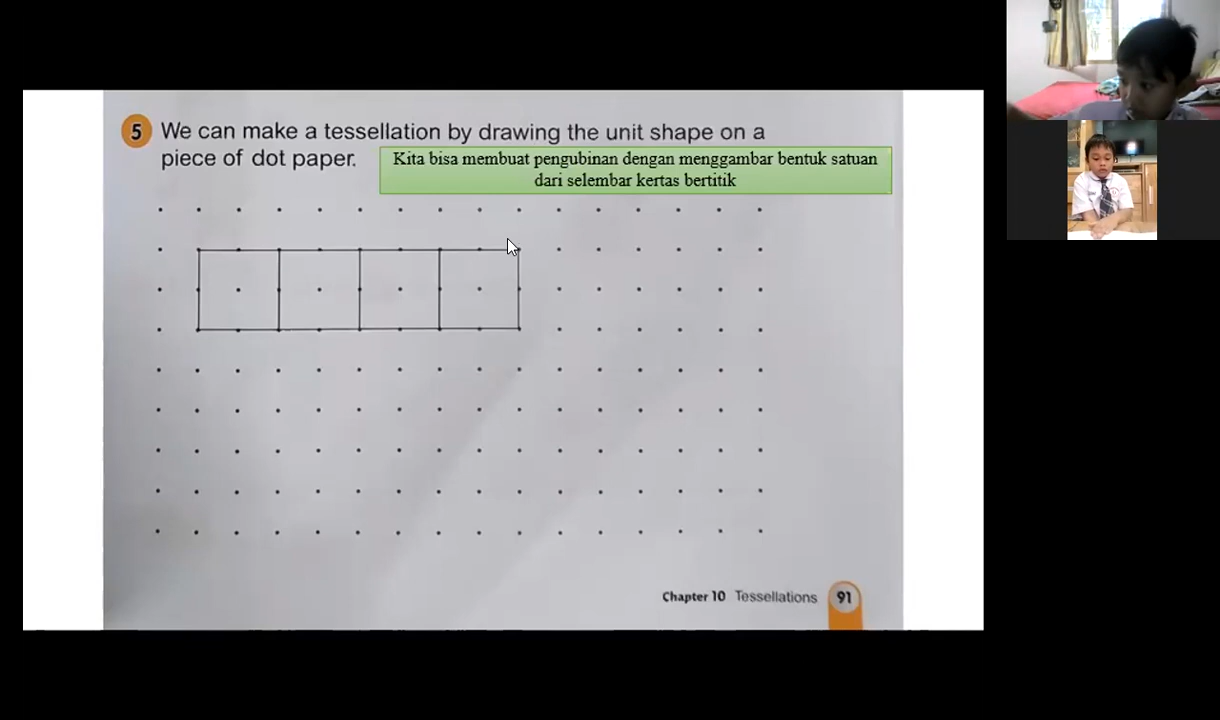 5 We can make a tessellation by drawing the unit shape on a
piece of dot paper.
Kita bisa membuat pengubinan dengan menggambar bentuk satuan
dari selembar kertas bertitik
Chapter 10 Tessellations 91